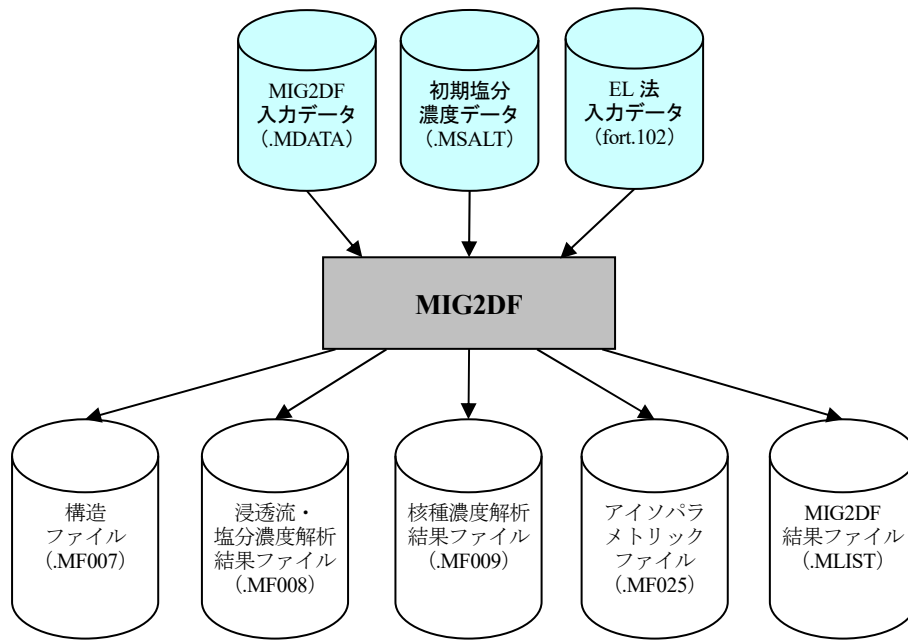 MIG2DF
入力データ
（.MDATA）
初期塩分
濃度データ
（.MSALT）
EL 法
入力データ
（fort.102）
MIG2DF
構造
ファイル
（.MF007）
浸透流・
塩分濃度解析
結果ファイル
（.MF008）
核種濃度解析
結果ファイル
（.MF009）
アイソパラ
メトリック
ファイル
（.MF025）
MIG2DF
結果ファイル
（.MLIST）